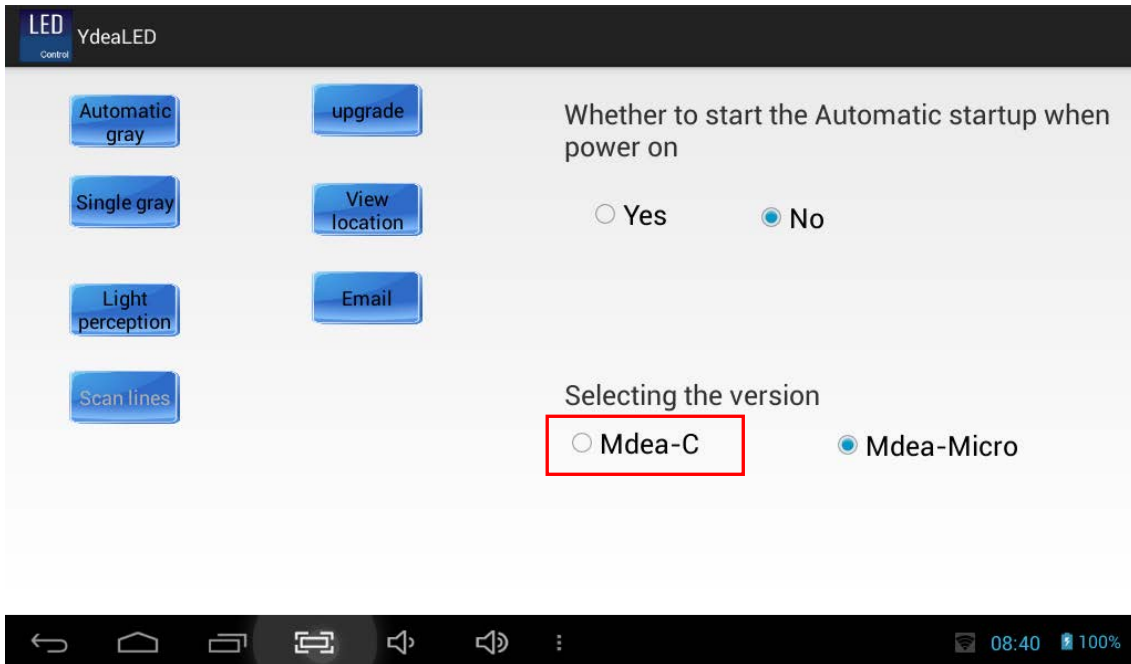 LED
Control
YdeaLED
Automatic
gray
upgrade
Whether to start the Automatic startup when
power on
Single gray
View
location
Yes
No
Light
perception
Email
Scan lines
Selecting the version
Mdea-C
Mdea-Micro
08:40
100%